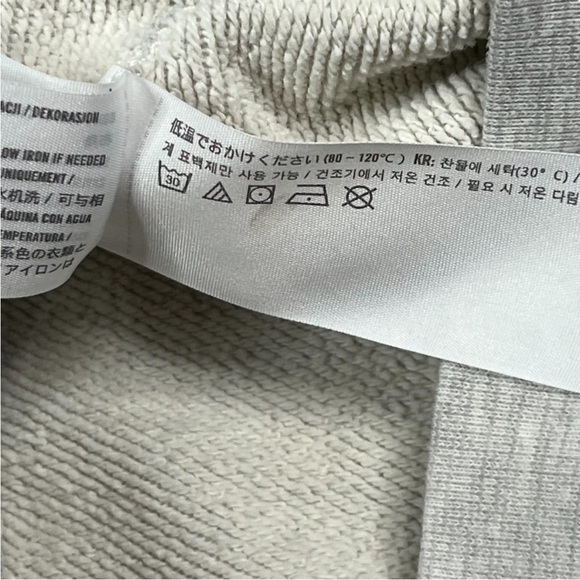 ACJI / DEKORASJON
OW IRON IF NEEDED
UNIQUEMENT /
水机洗 / 可与相
ÁQUINA CON AGUA
EMPERATURA /
系色の衣類と
アイロンは
低温でおかけください (80 – 120°C) KR: 찬물에 세탁(30° C) /
게 표백제만 사용 가능 / 건조기에서 저온 건조 / 필요 시 저온 다림
30